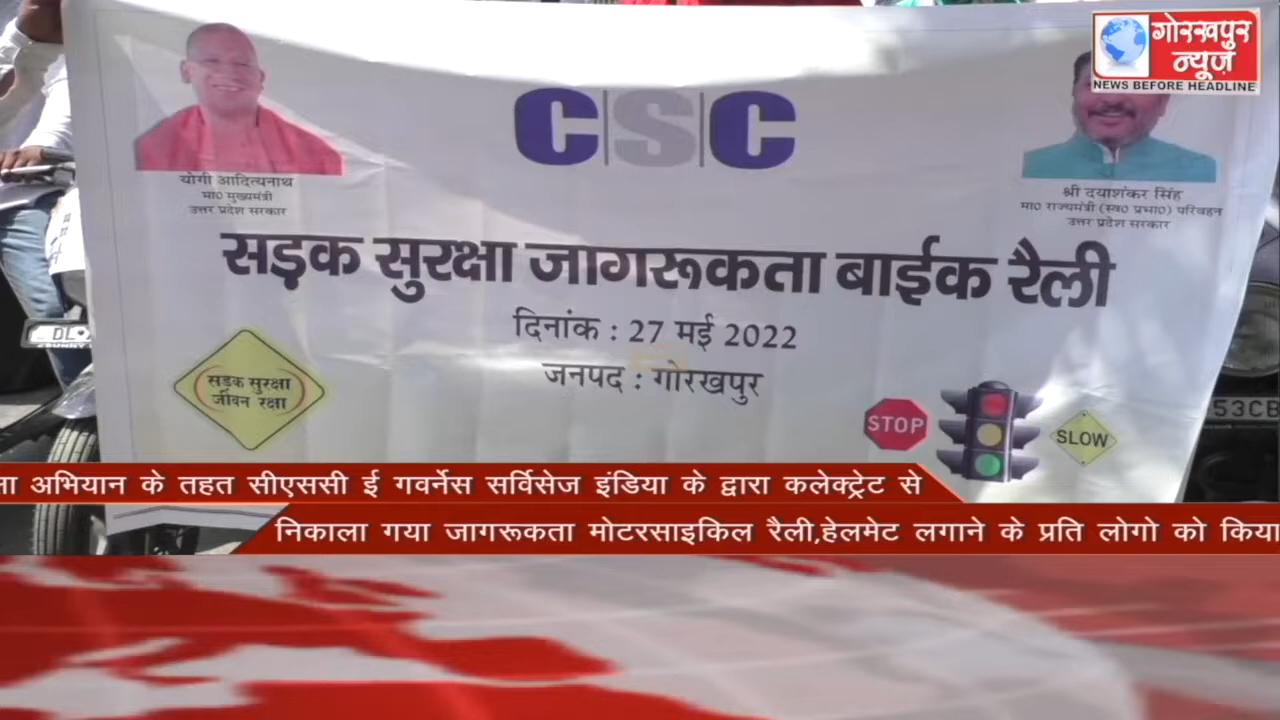 गोरखपुर
न्यूज़
NEWS BEFORE HEADLINE
CSC
योगी आदित्यनाथ
मा0 मुख्यमंत्री
उत्तर प्रदेश सरकार
श्री दयाशंकर सिंह
मा0 राज्यमंत्री (स्व0 प्रभा0) परिवहन
उत्तर प्रदेश सरकार
सड़क सुरक्षा जागरूकता बाईक रैली
दिनांक : 27 मई 2022
जनपद : गोरखपुर
सड़क सुरक्षा
जीवन रक्षा
STOP
SLOW
DL
53CB
अभियान के तहत सीएससी ई गवर्नेस सर्विसेज इंडिया के द्वारा कलेक्ट्रेट से
निकाला गया जागरूकता मोटरसाइकिल रैली,हेलमेट लगाने के प्रति लोगो को किया